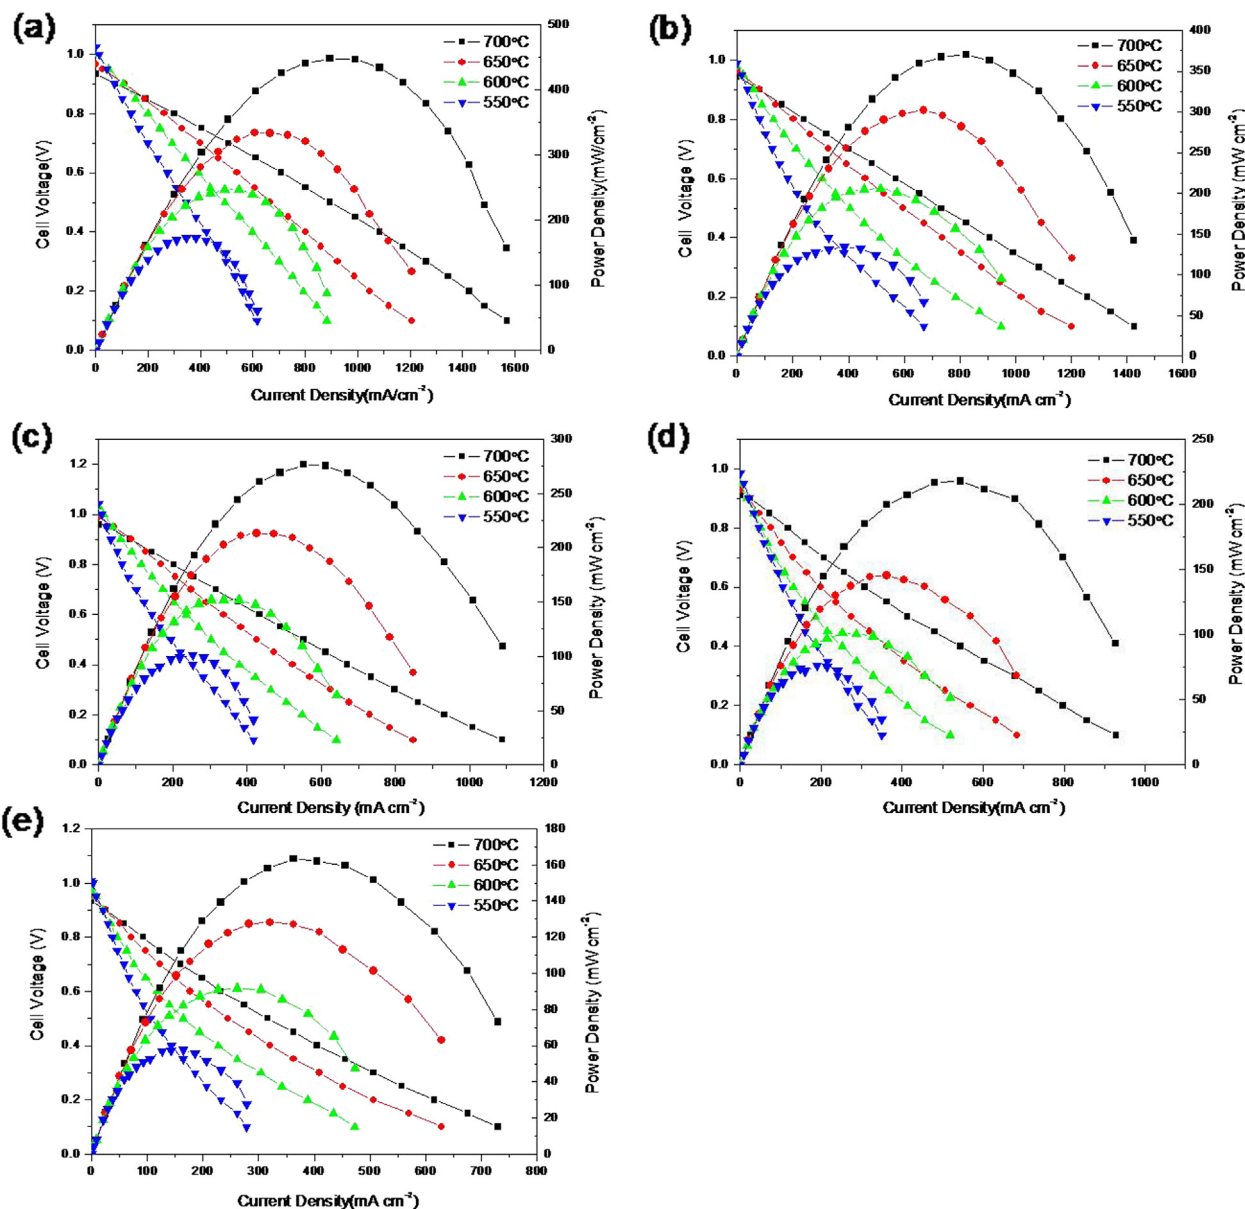 (a)
500
1.0
700°C
650°C
600°C
550°C
400
0.8
300
0.6
200
0.4
100
0.2
0.0
0
0 200 400 600 800 1000 1200 1400 1600
Cell Voltage(V)
Power Density(mW/cm-2)
Current Density(mA/cm-2)
(b)
400
1.0
700°C
650°C
600°C
550°C
350
0.8
300
250
0.6
200
0.4
150
100
0.2
50
0.0
0
0 200 400 600 800 1000 1200 1400 1600
Cell Voltage (V)
Power Density (mW cm-2)
Current Density(mA cm-2)
(c)
300
1.2
700°C
650°C
600°C
550°C
250
1.0
200
0.8
150
0.6
100
0.4
50
0.2
0.0
0
0 200 400 600 800 1000 1200
Cell Voltage (V)
Power Density (mW cm-2)
Current Density (mA cm-2)
(d)
250
1.0
700°C
650°C
600°C
550°C
200
0.8
150
0.6
100
0.4
50
0.2
0.0
0
0 200 400 600 800 1000
Cell Voltage (V)
Power Density (mW cm-2)
Current Density(mA cm-2)
(e)
1.2
180
700°C
650°C
600°C
550°C
160
1.0
140
0.8
120
100
0.6
80
0.4
60
40
0.2
20
0.0
0
0 100 200 300 400 500 600 700 800
Cell Voltage (V)
Power Density (mW cm-2)
Current Density(mA cm-2)